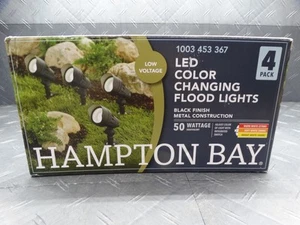 1003 453 367
LOW
VOLTAGE
LED
COLOR
CHANGING
FLOOD LIGHTS
4
PACK
BLACK FINISH
METAL CONSTRUCTION
50 WATTAGE
HAMPTON BAY